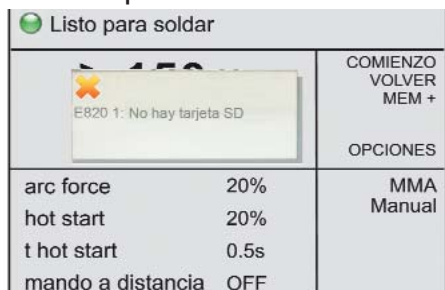 Listo para soldar
E820 1: No hay tarjeta SD
COMIENZO
VOLVER
MEM +
OPCIONES
arc force 20%
hot start 20%
t hot start 0.5s
mando a distancia OFF
MMA
Manual